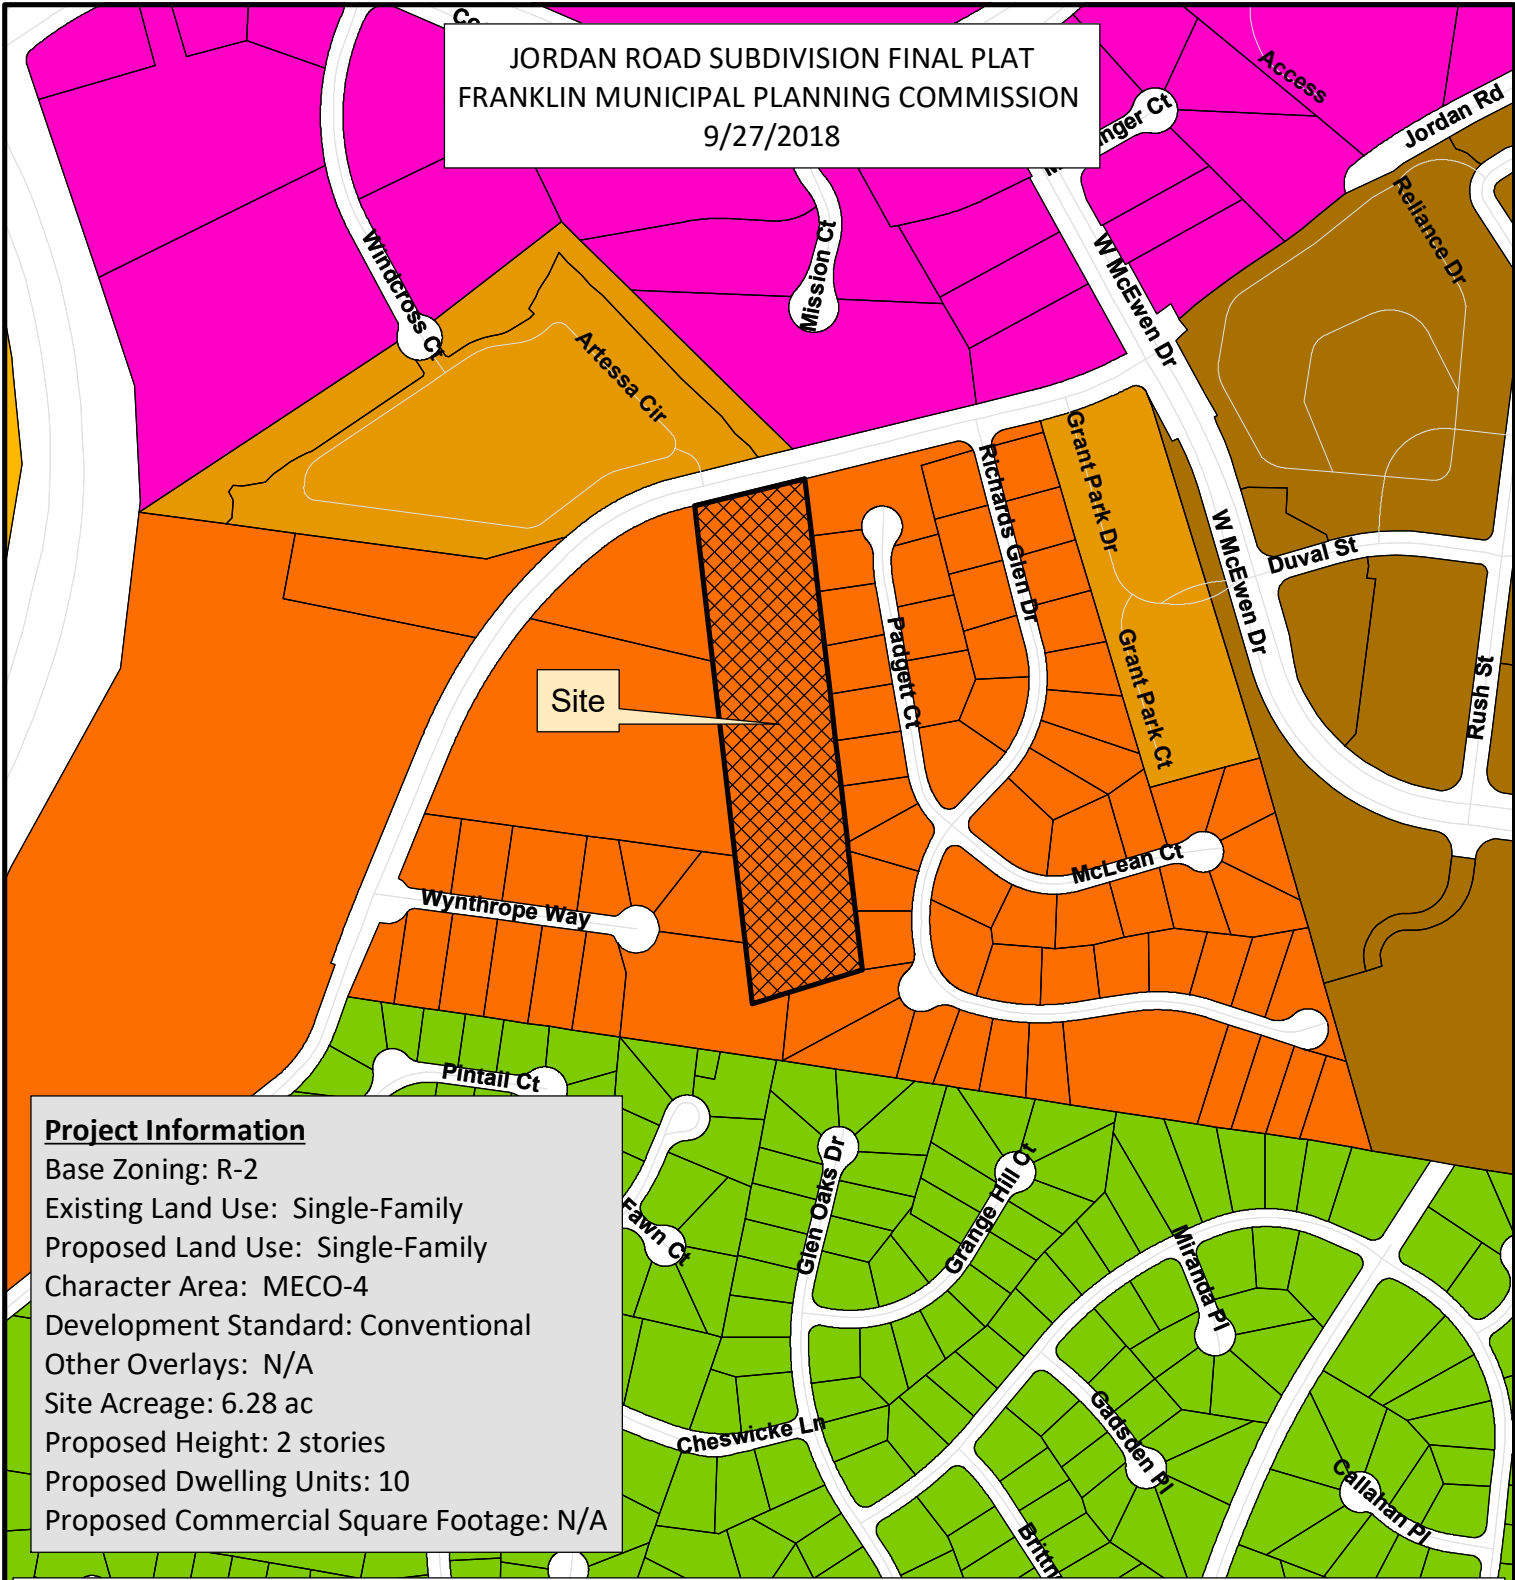 JORDAN ROAD SUBDIVISION FINAL PLAT
FRANKLIN MUNICIPAL PLANNING COMMISSION
9/27/2018
Access
Jordan Rd
Reliance Dr
Windcross Ct
Mission Ct
W McEwen Dr
Artessa Cir
Richards Glen Dr
Grant Park Dr
W McEwen Dr
Duval St
Padgett Ct
Grant Park Ct
Rush St
Site
McLean Ct
Wynthrope Way
Pintail Ct
Fawn Ct
Glen Oaks Dr
Grange Hill Ct
Miranda Pl
Cheswicke Ln
Gadsden Pl
Callahan Pl
Project Information
Base Zoning: R-2
Existing Land Use: Single-Family
Proposed Land Use: Single-Family
Character Area: MECO-4
Development Standard: Conventional
Other Overlays: N/A
Site Acreage: 6.28 ac
Proposed Height: 2 stories
Proposed Dwelling Units: 10
Proposed Commercial Square Footage: N/A